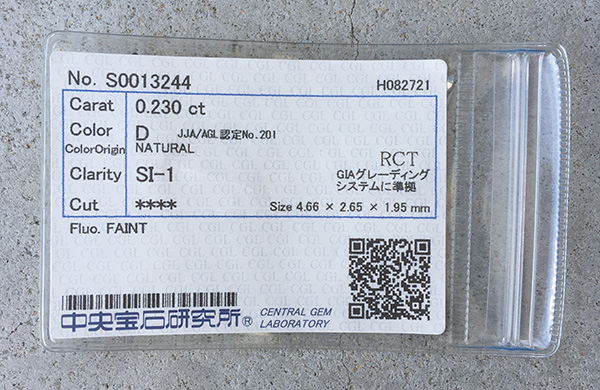 No. S0013244
H082721
Carat 0.230 ct
Color D JJA/AGL認定No.201
ColorOrigin NATURAL
Clarity SI-1
RCT
GIAグレーディング
システムに準拠
Cut ****
Size 4.66 × 2.65 × 1.95 mm
Fluo. FAINT
中央宝石研究所®
CENTRAL GEM
LABORATORY